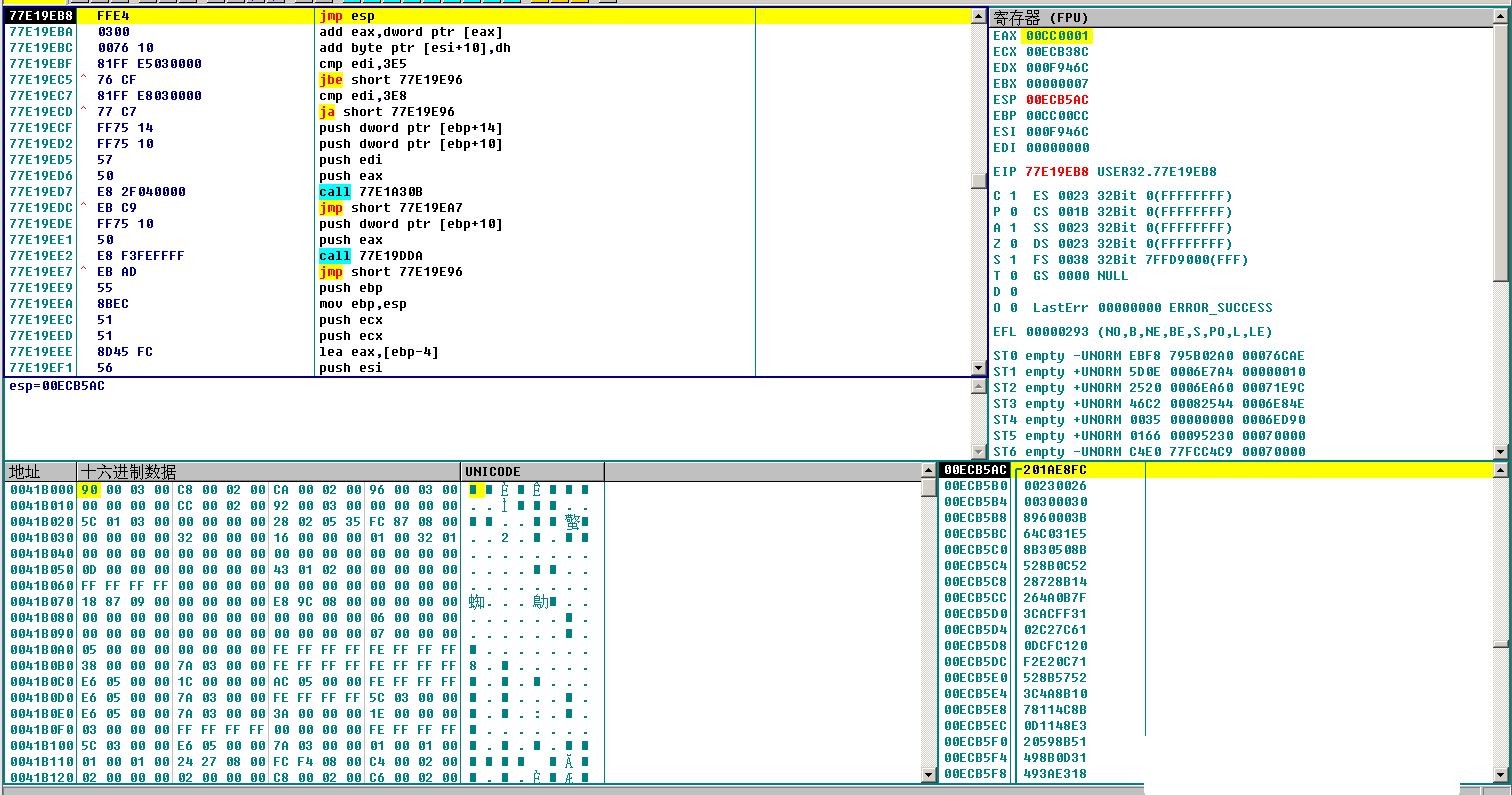 77E19EB8 FFE4 jmp esp
77E19EBA 0300 add eax,dword ptr [eax]
77E19EBC 0076 10 add byte ptr [esi+10],dh
77E19EBF 81FF E5030000 cmp edi,3E5
77E19EC5 ^ 76 CF jbe short 77E19E96
77E19EC7 81FF E8030000 cmp edi,3E8
77E19ECD ^ 77 C7 ja short 77E19E96
77E19ECF FF75 14 push dword ptr [ebp+14]
77E19ED2 FF75 10 push dword ptr [ebp+10]
77E19ED5 57 push edi
77E19ED6 50 push eax
77E19ED7 E8 2F040000 call 77E1A30B
77E19EDC ^ EB C9 jmp short 77E19EA7
77E19EDE FF75 10 push dword ptr [ebp+10]
77E19EE1 50 push eax
77E19EE2 E8 F3FEFFFF call 77E19DDA
77E19EE7 ^ EB AD jmp short 77E19E96
77E19EE9 55 push ebp
77E19EEA 8BEC mov ebp,esp
77E19EEC 51 push ecx
77E19EED 51 push ecx
77E19EEE 8D45 FC lea eax,[ebp-4]
77E19EF1 56 push esi
esp=00ECB5AC
寄存器 (FPU)
EAX 00CC0001
ECX 00ECB38C
EDX 000F946C
EBX 00000007
ESP 00ECB5AC
EBP 00CC00CC
ESI 000F946C
EDI 00000000
EIP 77E19EB8 USER32.77E19EB8
C 1 ES 0023 32Bit 0(FFFFFFFF)
P 0 CS 001B 32Bit 0(FFFFFFFF)
A 1 SS 0023 32Bit 0(FFFFFFFF)
Z 0 DS 0023 32Bit 0(FFFFFFFF)
S 1 FS 0038 32Bit 7FFD9000(FFF)
T 0 GS 0000 NULL
D 0
O 0 LastErr 00000000 ERROR_SUCCESS
EFL 00000293 (NO,B,NE,BE,S,PO,L,LE)
ST0 empty -UNORM EBF8 795B02A0 00076CAE
ST1 empty +UNORM 5D0E 0006E7A4 00000010
ST2 empty +UNORM 2520 0006EA60 00071E9C
ST3 empty +UNORM 46C2 00082544 0006E84E
ST4 empty +UNORM 0035 00000000 0006ED90
ST5 empty +UNORM 0166 00095230 00070000
ST6 empty -UNORM C4E0 77FCC4C9 00070000
地址 十六进制数据 UNICODE
0041B000 90 00 03 00 C8 00 02 00 CA 00 02 00 96 00 03 00 È Ê
0041B010 00 00 00 00 CC 00 02 00 92 00 03 00 00 00 00 00 . . Ì . .
0041B020 5C 01 03 00 00 00 00 00 28 02 05 35 FC 87 08 00 . .
0041B030 00 00 00 00 32 00 00 00 16 00 00 00 01 00 32 01 . . 2 . . .
0041B040 00 00 00 00 00 00 00 00 00 00 00 00 00 00 00 00 . . . . . . . .
0041B050 0D 00 00 00 00 00 00 00 43 01 02 00 00 00 00 00 . . . . .
0041B060 FF FF FF FF 00 00 00 00 00 00 00 00 00 00 00 00 . . . . . . . .
0041B070 18 87 09 00 00 00 00 00 E8 9C 08 00 00 00 00 00 . . . .
0041B080 00 00 00 00 00 00 00 00 00 00 00 00 06 00 00 00 . . . . . . .
0041B090 00 00 00 00 00 00 00 00 00 00 00 00 07 00 00 00 . . . . . . .
0041B0A0 05 00 00 00 00 00 00 00 FE FF FF FF FE FF FF FF . . . . . . .
0041B0B0 38 00 00 00 7A 03 00 00 FE FF FF FF FE FF FF FF 8 . . . . . .
0041B0C0 E6 05 00 00 1C 00 00 00 AC 05 00 00 FE FF FF FF . . . . .
0041B0D0 E6 05 00 00 7A 03 00 00 FE FF FF FF 5C 03 00 00 . . . . .
0041B0E0 E6 05 00 00 7A 03 00 00 3A 00 00 00 1E 00 00 00 . . : . .
0041B0F0 03 00 00 00 FF FF FF FF 00 00 00 00 FE FF FF FF . . . . . . .
0041B100 5C 03 00 00 E6 05 00 00 7A 03 00 00 01 00 01 00 . . .
0041B110 01 00 01 00 24 27 08 00 FC F4 08 00 C4 00 02 00 Ä
0041B120 02 00 00 00 02 00 00 00 C8 00 02 00 C6 00 02 00 . . È Æ
00ECB5AC 201AE8FC
00ECB5B0 00230026
00ECB5B4 00300030
00ECB5B8 8960003B
00ECB5BC 64C031E5
00ECB5C0 8B30508B
00ECB5C4 528B0C52
00ECB5C8 28728B14
00ECB5CC 264A0B7F
00ECB5D0 3CACFF31
00ECB5D4 02C27C61
00ECB5D8 0DCFC120
00ECB5DC F2E20C71
00ECB5E0 528B5752
00ECB5E4 3C4A8B10
00ECB5E8 78114C8B
00ECB5EC 0D1148E3
00ECB5F0 20598B51
00ECB5F4 498B0D31
00ECB5F8 493AE318